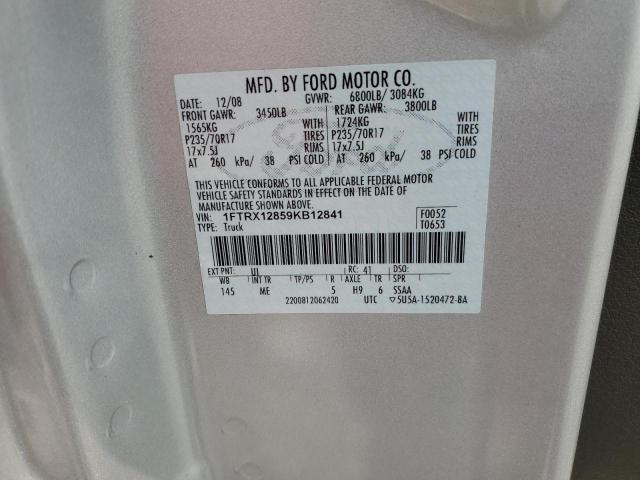 MFD. BY FORD MOTOR CO.
DATE: 12/08 GVWR: 6800LB/ 3084KG
FRONT GAWR: 3450LB REAR GAWR: 3800LB
1565KG WITH 1724KG WITH
P235/70R17 TIRES P235/70R17 TIRES
17x7.5J RIMS 17x7.5J RIMS
AT 260 kPa/ 38 PSI COLD AT 260 kPa/ 38 PSI COLD
THIS VEHICLE CONFORMS TO ALL APPLICABLE FEDERAL MOTOR
VEHICLE SAFETY STANDARDS IN EFFECT ON THE DATE OF
MANUFACTURE SHOWN ABOVE.
VIN: 1FTRX12859KB12841 F0052
TYPE: Truck T0653
EXT PNT: UI RC: 41 DSO:
WB INT TR TP/PS R AXLE TR SPR
145 ME 5 H9 6 SSAA
2200812062420 UTC ▽5U5A-1520472-BA
Ford